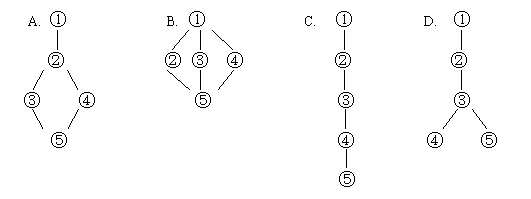 A. ① B. ① C. ① D. ①
② ② ③ ④ ② ②
③ ④ ⑤ ③ ③
⑤ ④ ④ ⑤
⑤